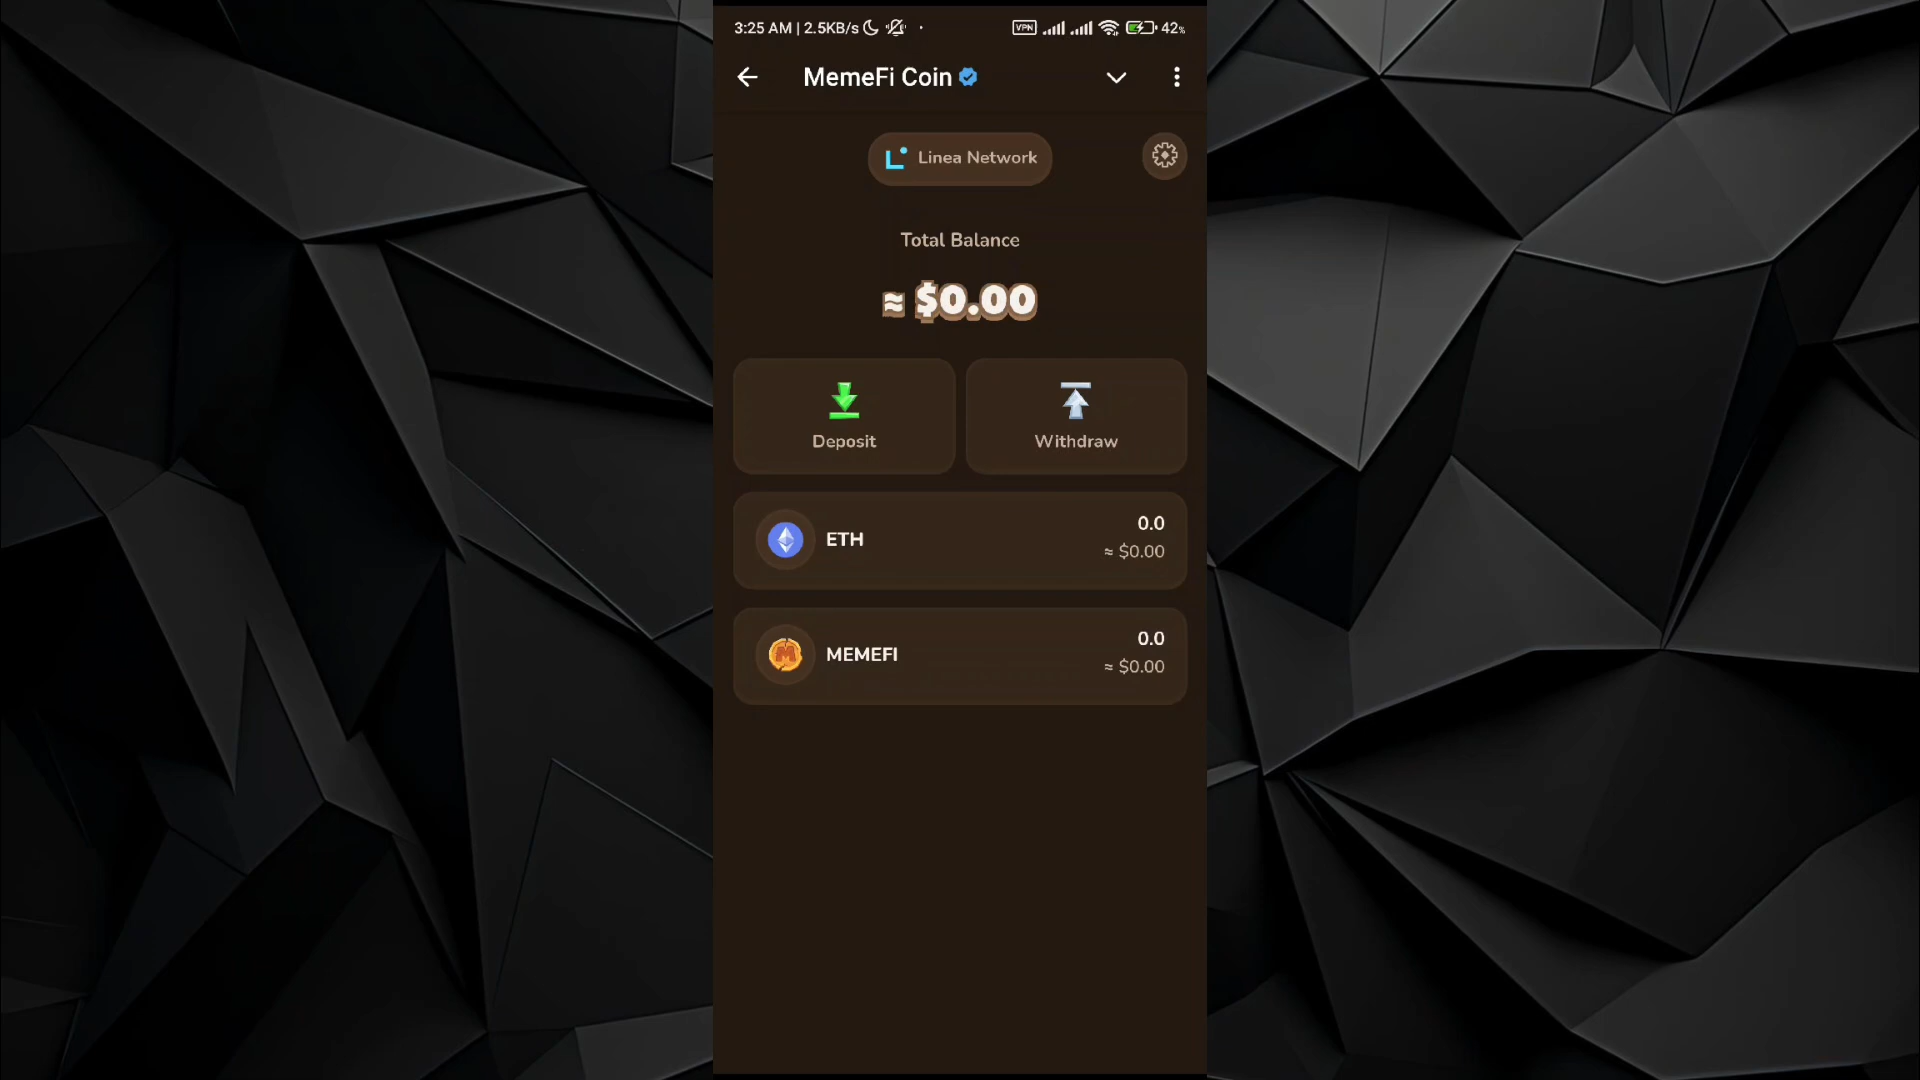 3:25 AM | 2.5KB/s VPN 42%
MemeFi Coin
Linea Network
Total Balance
≈ $0.00
Deposit Withdraw
ETH 0.0
≈ $0.00
MEMEFI 0.0
≈ $0.00